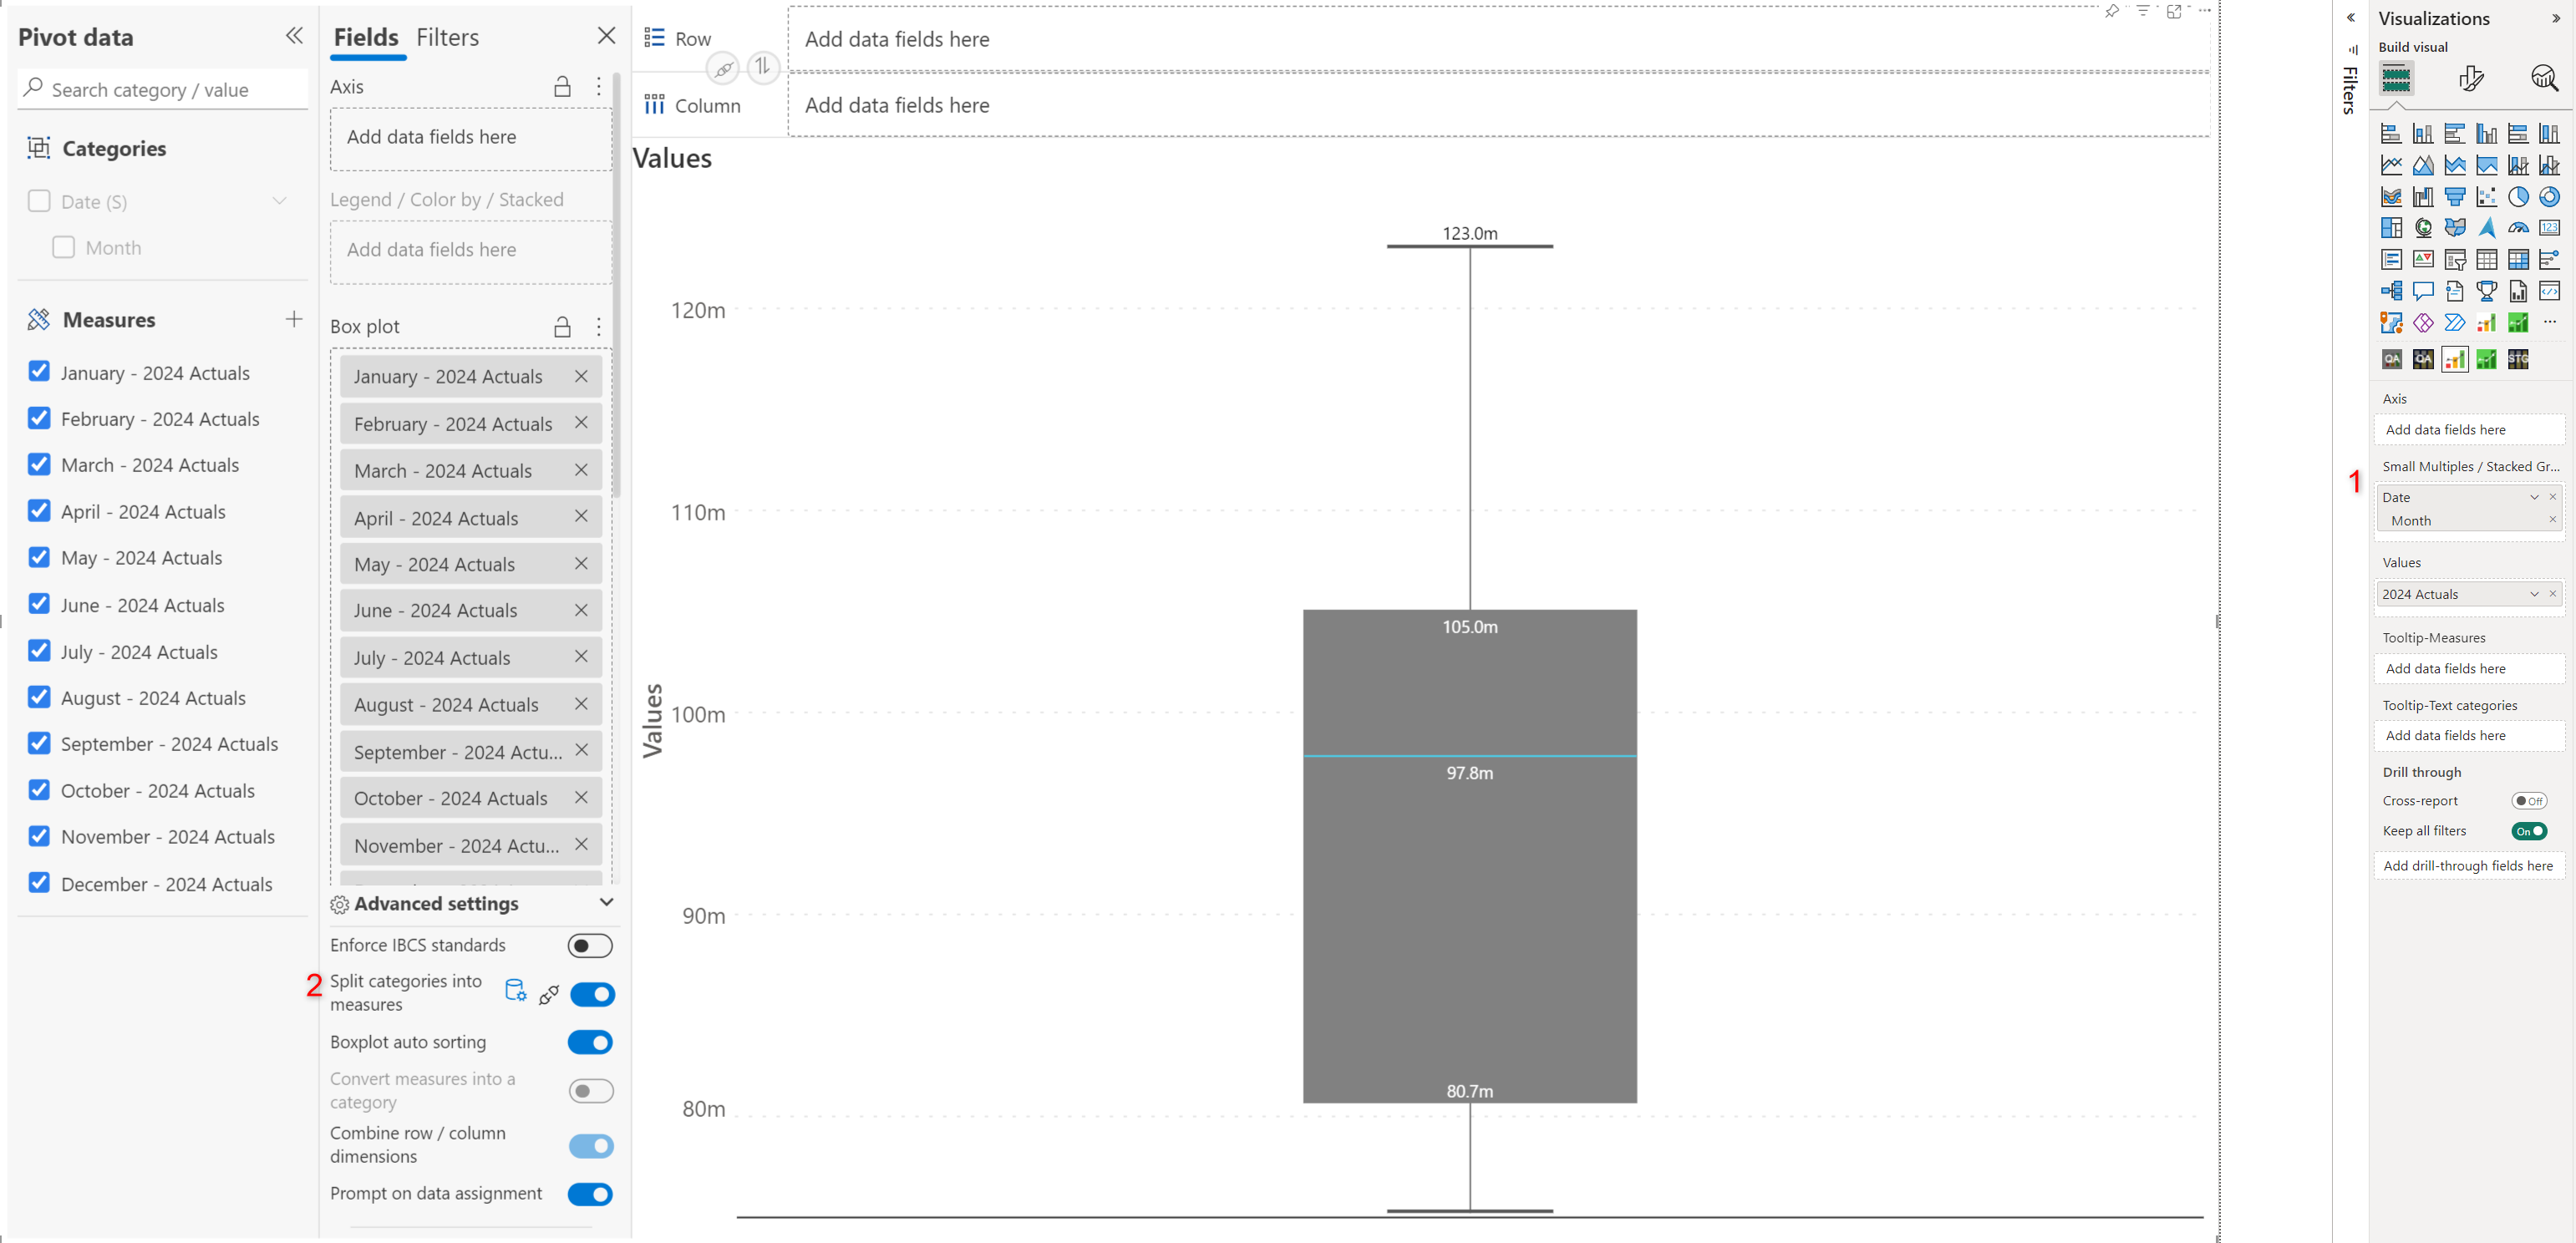 Pivot data
Search category / value
Categories
Date (S)
Month
Measures
January - 2024 Actuals
February - 2024 Actuals
March - 2024 Actuals
April - 2024 Actuals
May - 2024 Actuals
June - 2024 Actuals
July - 2024 Actuals
August - 2024 Actuals
September - 2024 Actuals
October - 2024 Actuals
November - 2024 Actuals
December - 2024 Actuals
Fields Filters
Axis
Add data fields here
Legend / Color by / Stacked
Add data fields here
Box plot
January - 2024 Actuals
February - 2024 Actuals
March - 2024 Actuals
April - 2024 Actuals
May - 2024 Actuals
June - 2024 Actuals
July - 2024 Actuals
August - 2024 Actuals
September - 2024 Actu...
October - 2024 Actuals
November - 2024 Actu...
Advanced settings
Enforce IBCS standards
2
Split categories into
measures
Boxplot auto sorting
Convert measures into a
category
Combine row / column
dimensions
Prompt on data assignment
Row
Add data fields here
Column
Add data fields here
Values
Values
120m
110m
100m
90m
80m
123.0m
105.0m
97.8m
80.7m
Filters
Visualizations
Build visual
123
QA
QA
STG
Axis
Add data fields here
1
Small Multiples / Stacked Gr...
Date
Month
Values
2024 Actuals
Tooltip-Measures
Add data fields here
Tooltip-Text categories
Add data fields here
Drill through
Cross-report
Off
Keep all filters
On
Add drill-through fields here